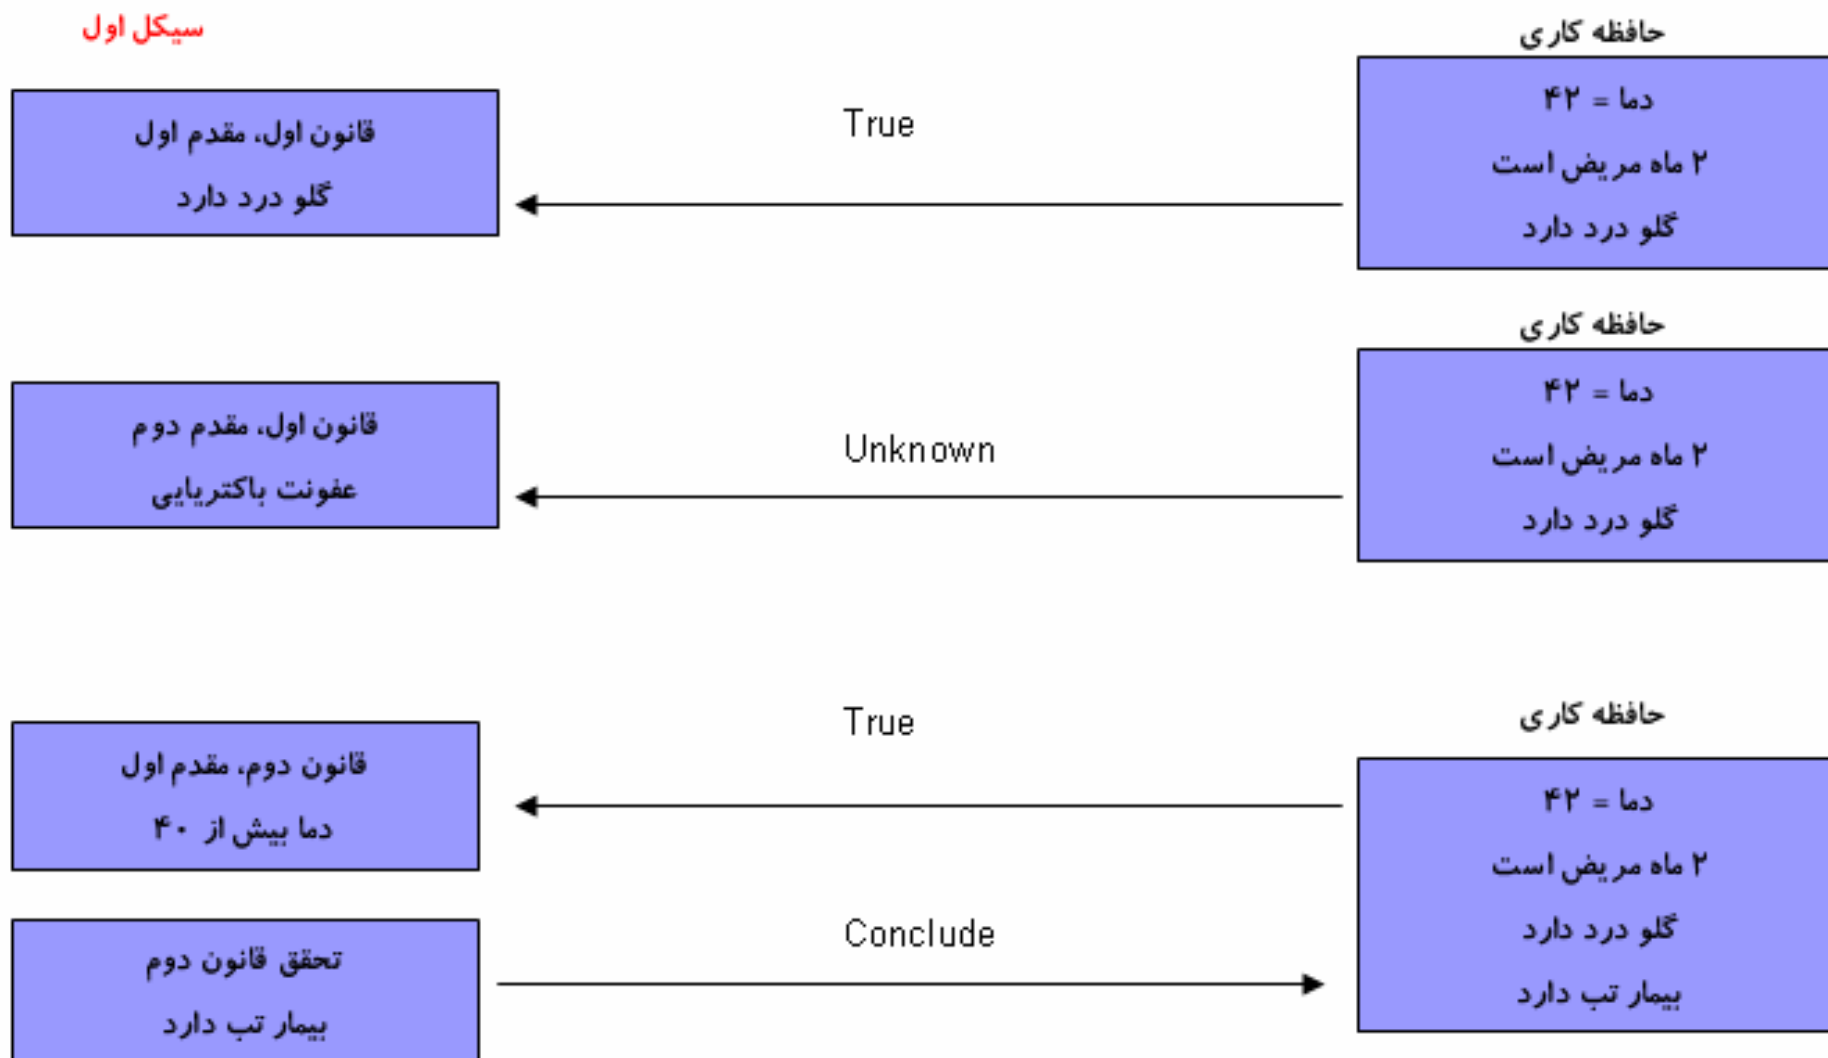 سیکل اول
حافظه کاری
دما = ۴۲
۲ ماه مریض است
گلو درد دارد
True
قانون اول، مقدم اول
گلو درد دارد
حافظه کاری
دما = ۴۲
۲ ماه مریض است
گلو درد دارد
Unknown
قانون اول، مقدم دوم
عفونت باکتریایی
حافظه کاری
دما = ۴۲
۲ ماه مریض است
گلو درد دارد
بیمار تب دارد
True
قانون دوم، مقدم اول
دما بیش از ۴۰
Conclude
تحقق قانون دوم
بیمار تب دارد